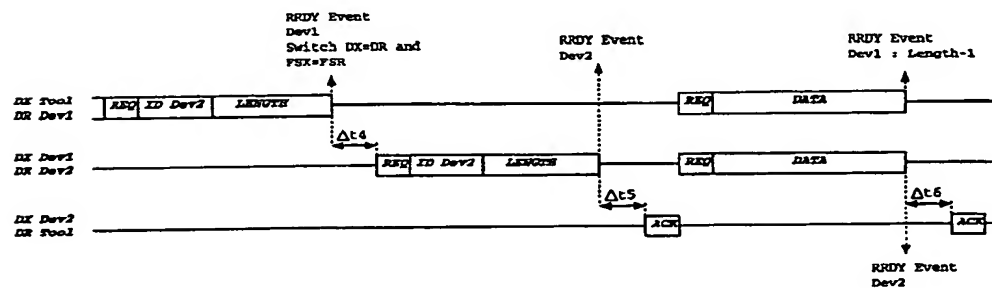 RRDY Event
Dev1
Switch DX=DR and
FSX=FSR
RRDY Event
Dev2
RRDY Event
Dev1 : Length-1
DX Tool
DR Dev1
REQ ID Dev2 LENGTH
REQ DATA
Δt4
DX Dev1
DR Dev2
REQ ID Dev2 LENGTH
REQ DATA
Δt5
Δt6
DX Dev2
DR Tool
ACK
ACK
RRDY Event
Dev2